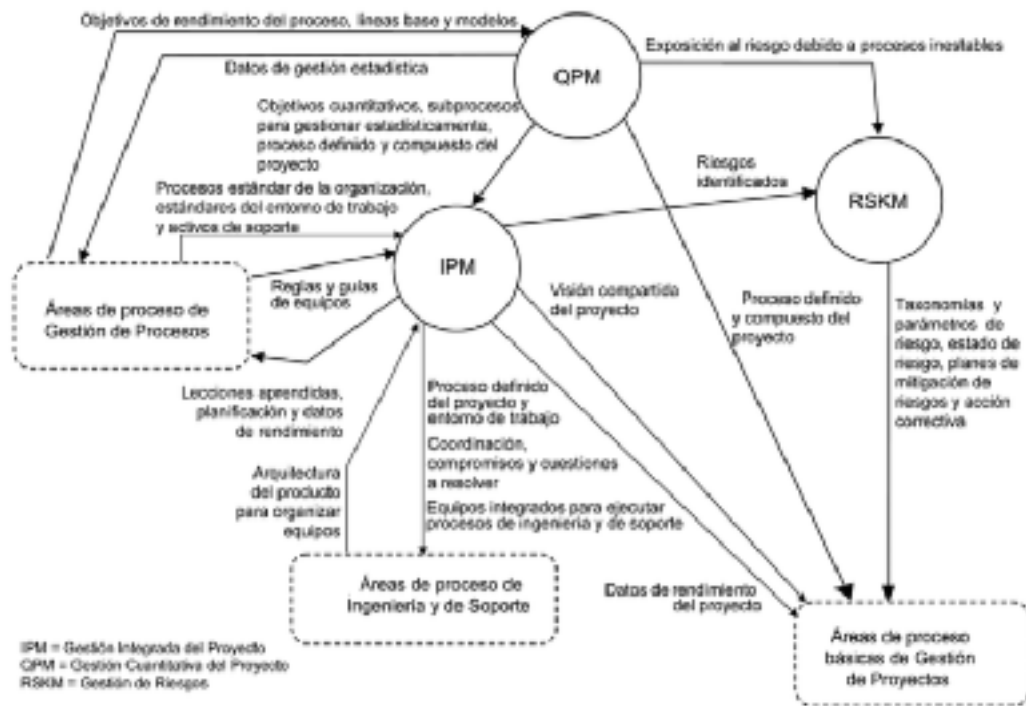 Objetivos de rendimiento del proceso, líneas base y modelos
Datos de gestión estadística
QPM
Exposición al riesgo debido a procesos inestables
Objetivos cuantitativos, subprocesos
para gestionar estadísticamente,
proceso definido y compuesto del
proyecto
Riesgos
identificados
RSKM
Procesos estándar de la organización,
estándares del entorno de trabajo
y activos de soporte
IPM
Áreas de proceso de
Gestión de Procesos
Reglas y guías
de equipos
Visión compartida
del proyecto
Proceso definido
y compuesto del
proyecto
Taxonomías y
parámetros de
riesgo, estado de
riesgo, planes de
mitigación de
riesgos y acción
correctiva
Lecciones aprendidas,
planificación y datos
de rendimiento
Proceso definido
del proyecto y
entorno de trabajo
Coordinación,
compromisos y cuestiones
a resolver
Arquitectura
del producto
para organizar
equipos
Equipos integrados para ejecutar
procesos de ingeniería y de soporte
Áreas de proceso de
Ingeniería y de Soporte
Datos de rendimiento
del proyecto
Áreas de proceso
básicas de Gestión
de Proyectos
IPM = Gestión Integrada del Proyecto
QPM = Gestión Cuantitativa del Proyecto
RSKM = Gestión de Riesgos